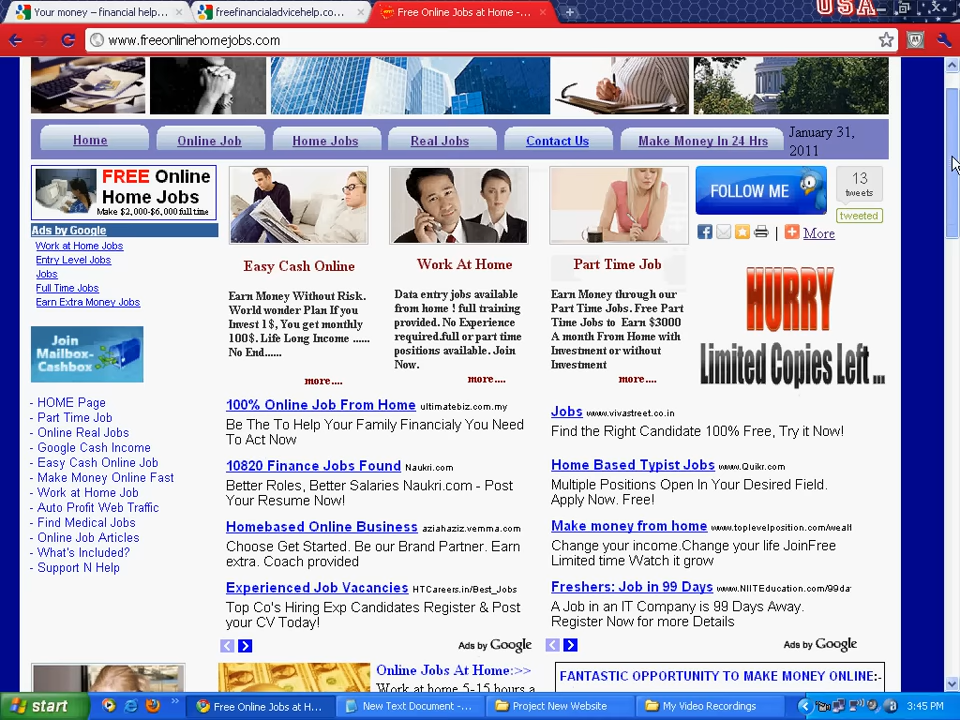 Your money – financial help...
freefinancialadvicehelp.co...
Free Online Jobs at Home -...
USA
www.freeonlinehomejobs.com
Home
Online Job
Home Jobs
Real Jobs
Contact Us
Make Money In 24 Hrs
January 31,
2011
FREE Online
Home Jobs
Make $2,000-$6,000 full time
Ads by Google
Work at Home Jobs
Entry Level Jobs
Jobs
Full Time Jobs
Earn Extra Money Jobs
Join
Mailbox-
Cashbox
- HOME Page
- Part Time Job
- Online Real Jobs
- Google Cash Income
- Easy Cash Online Job
- Make Money Online Fast
- Work at Home Job
- Auto Profit Web Traffic
- Find Medical Jobs
- Online Job Articles
- What's Included?
- Support N Help
Easy Cash Online
Earn Money Without Risk.
World wonder Plan If you
Invest 1$, You get monthly
100$. Life Long Income ......
No End......
more....
Work At Home
Data entry jobs available
from home ! full training
provided. No Experience
required.full or part time
positions available. Join
Now.
more....
Part Time Job
Earn Money through our
Part Time Jobs. Free Part
Time Jobs to Earn $3000
A month From Home with
Investment or without
Investment
more....
FOLLOW ME
13
tweets
tweeted
| More
HURRY
Limited Copies Left ...
100% Online Job From Home ultimatebiz.com.my
Be The To Help Your Family Financialy You Need
To Act Now
10820 Finance Jobs Found Naukri.com
Better Roles, Better Salaries Naukri.com - Post
Your Resume Now!
Homebased Online Business aziahaziz.vemma.com
Choose Get Started. Be our Brand Partner. Earn
extra. Coach provided
Experienced Job Vacancies HTCareers.in/Best_Jobs
Top Co's Hiring Exp Candidates Register & Post
your CV Today!
Ads by Google
Jobs www.vivastreet.co.in
Find the Right Candidate 100% Free, Try it Now!
Home Based Typist Jobs www.Quikr.com
Multiple Positions Open In Your Desired Field.
Apply Now. Free!
Make money from home www.toplevelposition.com/wealt
Change your income.Change your life JoinFree
Limited time Watch it grow
Freshers: Job in 99 Days www.NIITEducation.com/99da
A Job in an IT Company is 99 Days Away.
Register Now for more Details
Ads by Google
Online Jobs At Home:>>
Work at home 5-15 hours a
FANTASTIC OPPORTUNITY TO MAKE MONEY ONLINE:-
start
Free Online Jobs at H...
New Text Document -...
Project New Website
My Video Recordings
3:45 PM